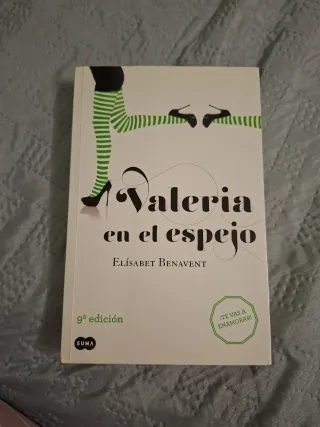 Valeria
en el espejo
Elísabet Benavent
9ª edición
¡TE VAS A
ENAMORAR!
SUMA